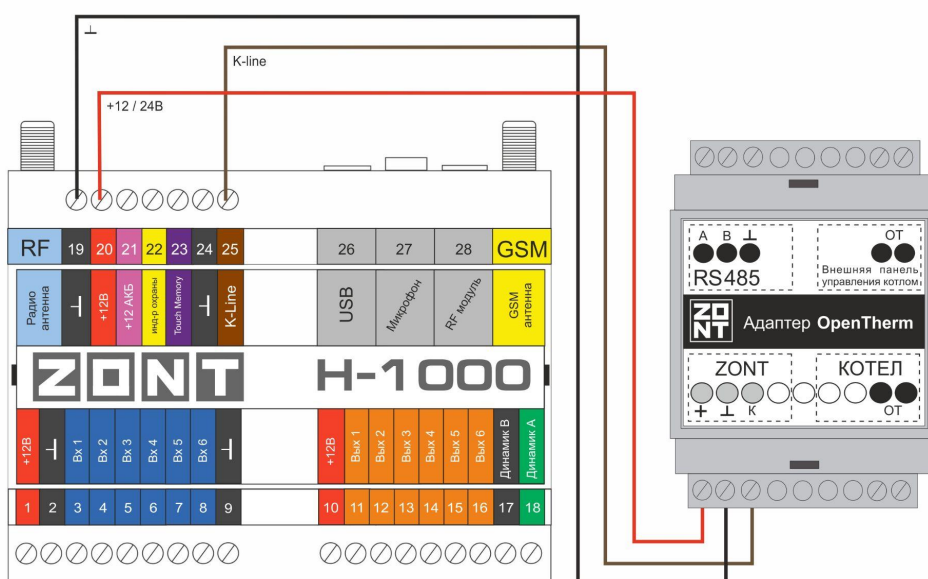 ⊥
K-line
+12 / 24В
RF 19 20 21 22 23 24 25 26 27 28 GSM
Радио антенна
⊥
+12В
+12 АКБ
инд-р охраны
Touch Memory
⊥
K-Line
USB
Микрофон
RF модуль
GSM антенна
ZONT H-1000
+12В
⊥
Вх 1
Вх 2
Вх 3
Вх 4
Вх 5
Вх 6
⊥
+12В
Вых 1
Вых 2
Вых 3
Вых 4
Вых 5
Вых 6
Динамик В
Динамик А
1 2 3 4 5 6 7 8 9 10 11 12 13 14 15 16 17 18
A B ⊥
RS485
OT
Внешняя панель
управления котлом
ZONT
Адаптер OpenTherm
ZONT
+ ⊥ К
КОТЕЛ
OT